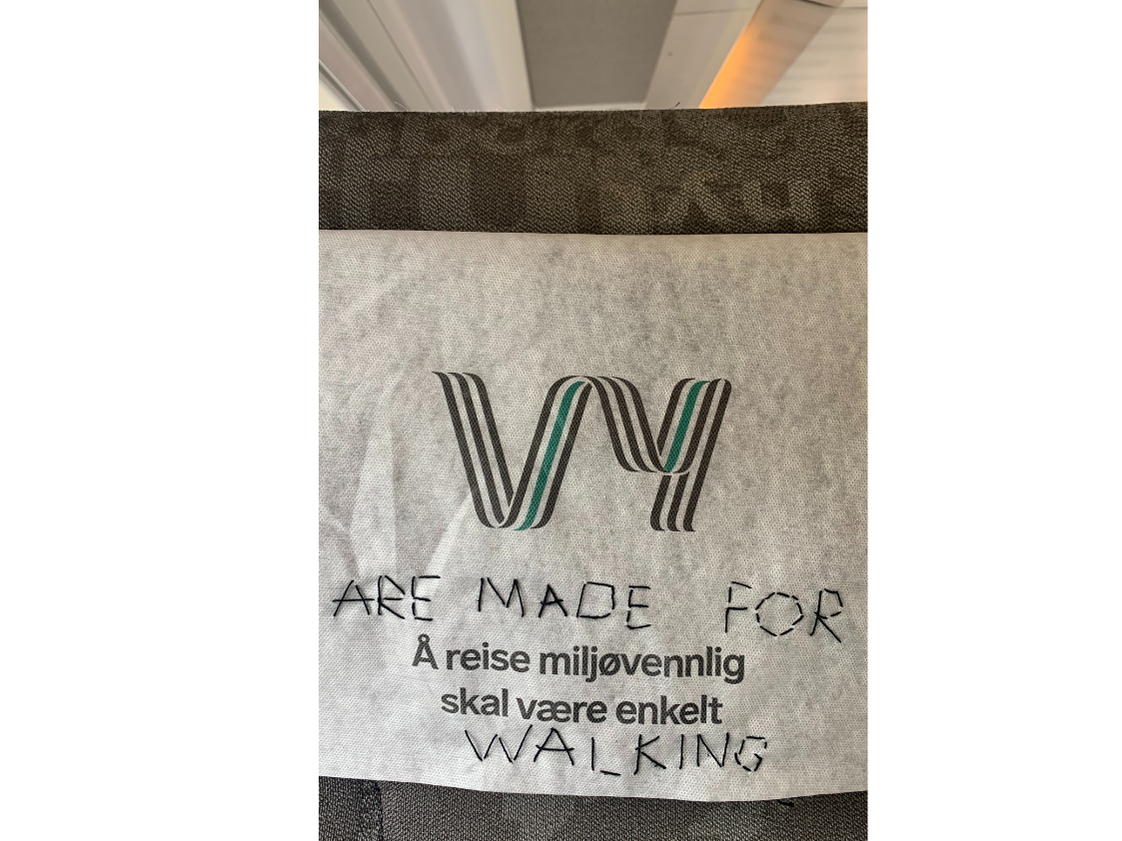 VY
ARE MADE FOR
Å reise miljøvennlig
skal være enkelt
WALKING